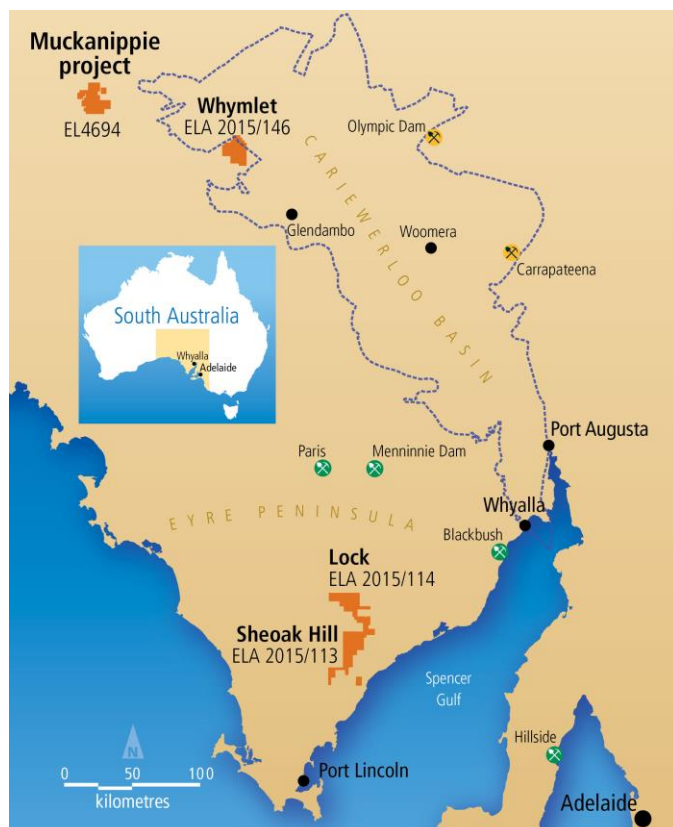 Muckanippie
project
EL4694
Whymlet
ELA 2015/146
Olympic Dam
CARIEWERLOO BASIN
Glendambo
Woomera
Carrapateena
South Australia
Whyalla
Adelaide
Port Augusta
Paris
Menninnie Dam
EYRE PENINSULA
Whyalla
Blackbush
Lock
ELA 2015/114
Sheoak Hill
ELA 2015/113
Spencer
Gulf
Hillside
N
0 50 100
kilometres
Port Lincoln
Adelaide